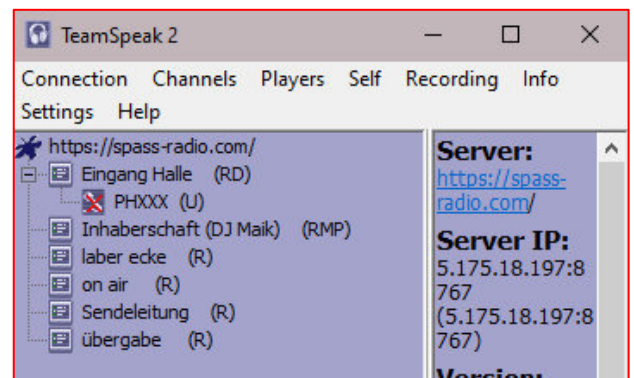 TeamSpeak 2
Connection Channels Players Self Recording Info
Settings Help
https://spass-radio.com/
Eingang Halle (RD)
PHXXX (U)
Inhaberschaft (DJ Maik) (RMP)
laber ecke (R)
on air (R)
Sendeleitung (R)
übergabe (R)
Server:
https://spass-
radio.com/
Server IP:
5.175.18.197:8
767
(5.175.18.197:8
767)
Version: